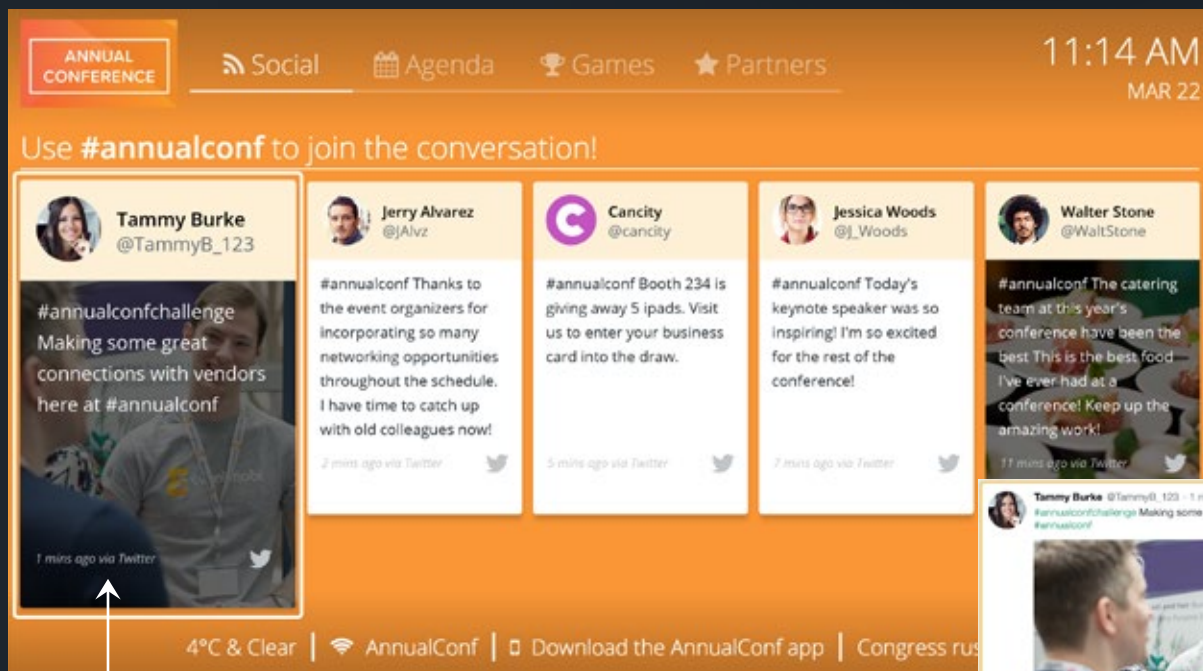 ANNUAL
CONFERENCE
Social
Agenda
Games
Partners
11:14 AM
MAR 22
Use #annualconf to join the conversation!
Tammy Burke
@TammyB_123
#annualconfchallenge
Making some great
connections with vendors
here at #annualconf
1 mins ago via Twitter
Jerry Alvarez
@JAlvz
#annualconf Thanks to
the event organizers for
incorporating so many
networking opportunities
throughout the schedule.
I have time to catch up
with old colleagues now!
2 mins ago via Twitter
Cancity
@cancity
#annualconf Booth 234 is
giving away 5 ipads. Visit
us to enter your business
card into the draw.
5 mins ago via Twitter
Jessica Woods
@J_Woods
#annualconf Today's
keynote speaker was so
inspiring! I'm so excited
for the rest of the
conference!
7 mins ago via Twitter
Walter Stone
@WaltStone
#annualconf The catering
team at this year's
conference have been the
best This is the best food
I've ever had at a
conference! Keep up the
amazing work!
11 mins ago via Twitter
Tammy Burke @TammyB_123 · 1
#annualconfchallenge Making some
#annualconf
4°C & Clear | AnnualConf | Download the AnnualConf app | Congress rus